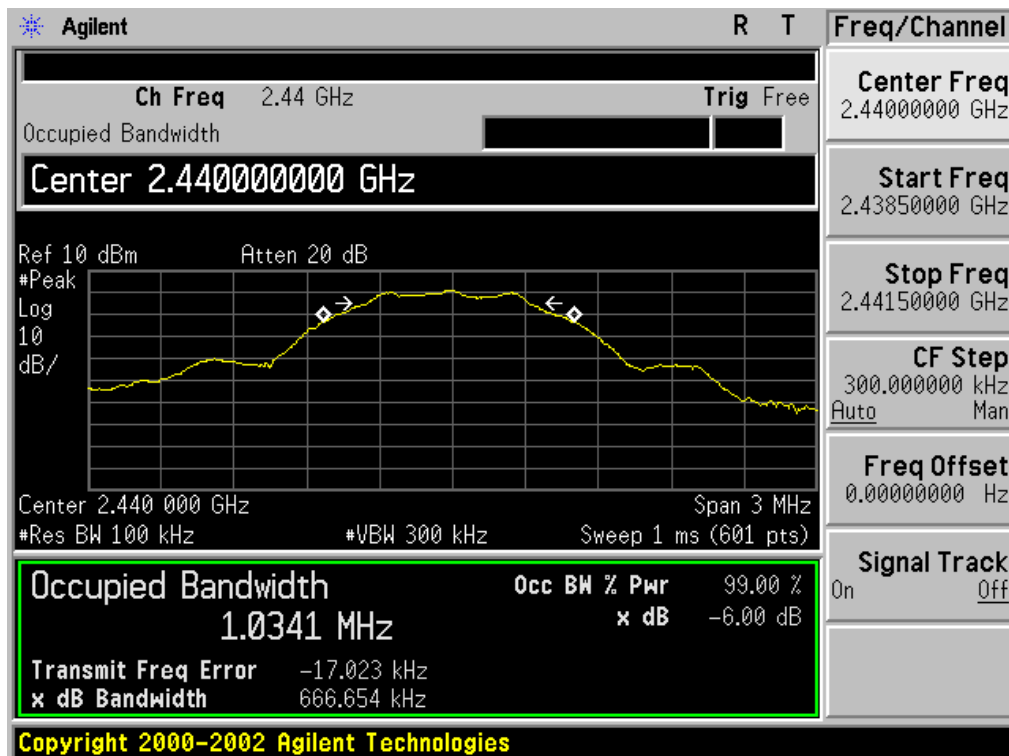 Agilent R T
Ch Freq 2.44 GHz Trig Free
Occupied Bandwidth
Center 2.440000000 GHz
Ref 10 dBm Atten 20 dB
#Peak
Log
10
dB/
Center 2.440 000 GHz Span 3 MHz
#Res BW 100 kHz #VBW 300 kHz Sweep 1 ms (601 pts)
Occupied Bandwidth Occ BW % Pwr 99.00 %
1.0341 MHz x dB -6.00 dB
Transmit Freq Error -17.023 kHz
x dB Bandwidth 666.654 kHz
Copyright 2000-2002 Agilent Technologies
Freq/Channel
Center Freq
2.44000000 GHz
Start Freq
2.43850000 GHz
Stop Freq
2.44150000 GHz
CF Step
300.000000 kHz
Auto Man
Freq Offset
0.00000000 Hz
Signal Track
On Off